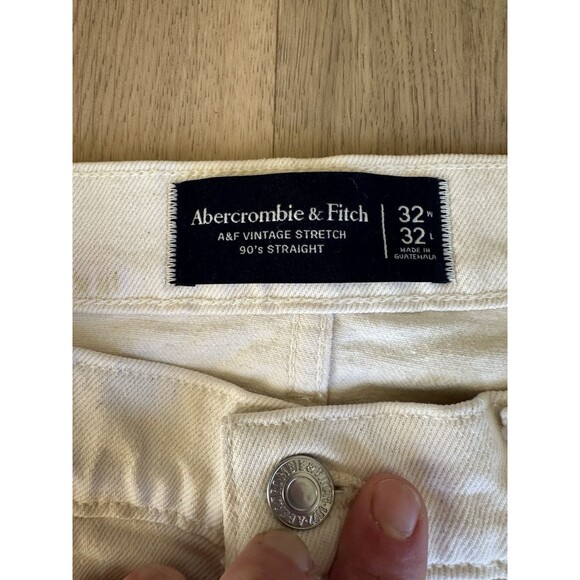 Abercrombie & Fitch
A&F VINTAGE STRETCH
90's STRAIGHT
32 W
32 L
MADE IN
GUATEMALA